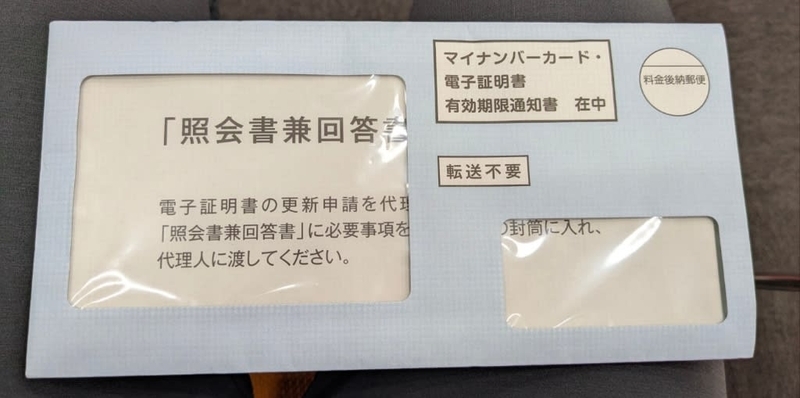 マイナンバーカード・
電子証明書
有効期限通知書　在中
料金後納郵便
転送不要
「照会書兼回答書
電子証明書の更新申請を代理
「照会書兼回答書」に必要事項を
の封筒に入れ、
代理人に渡してください。